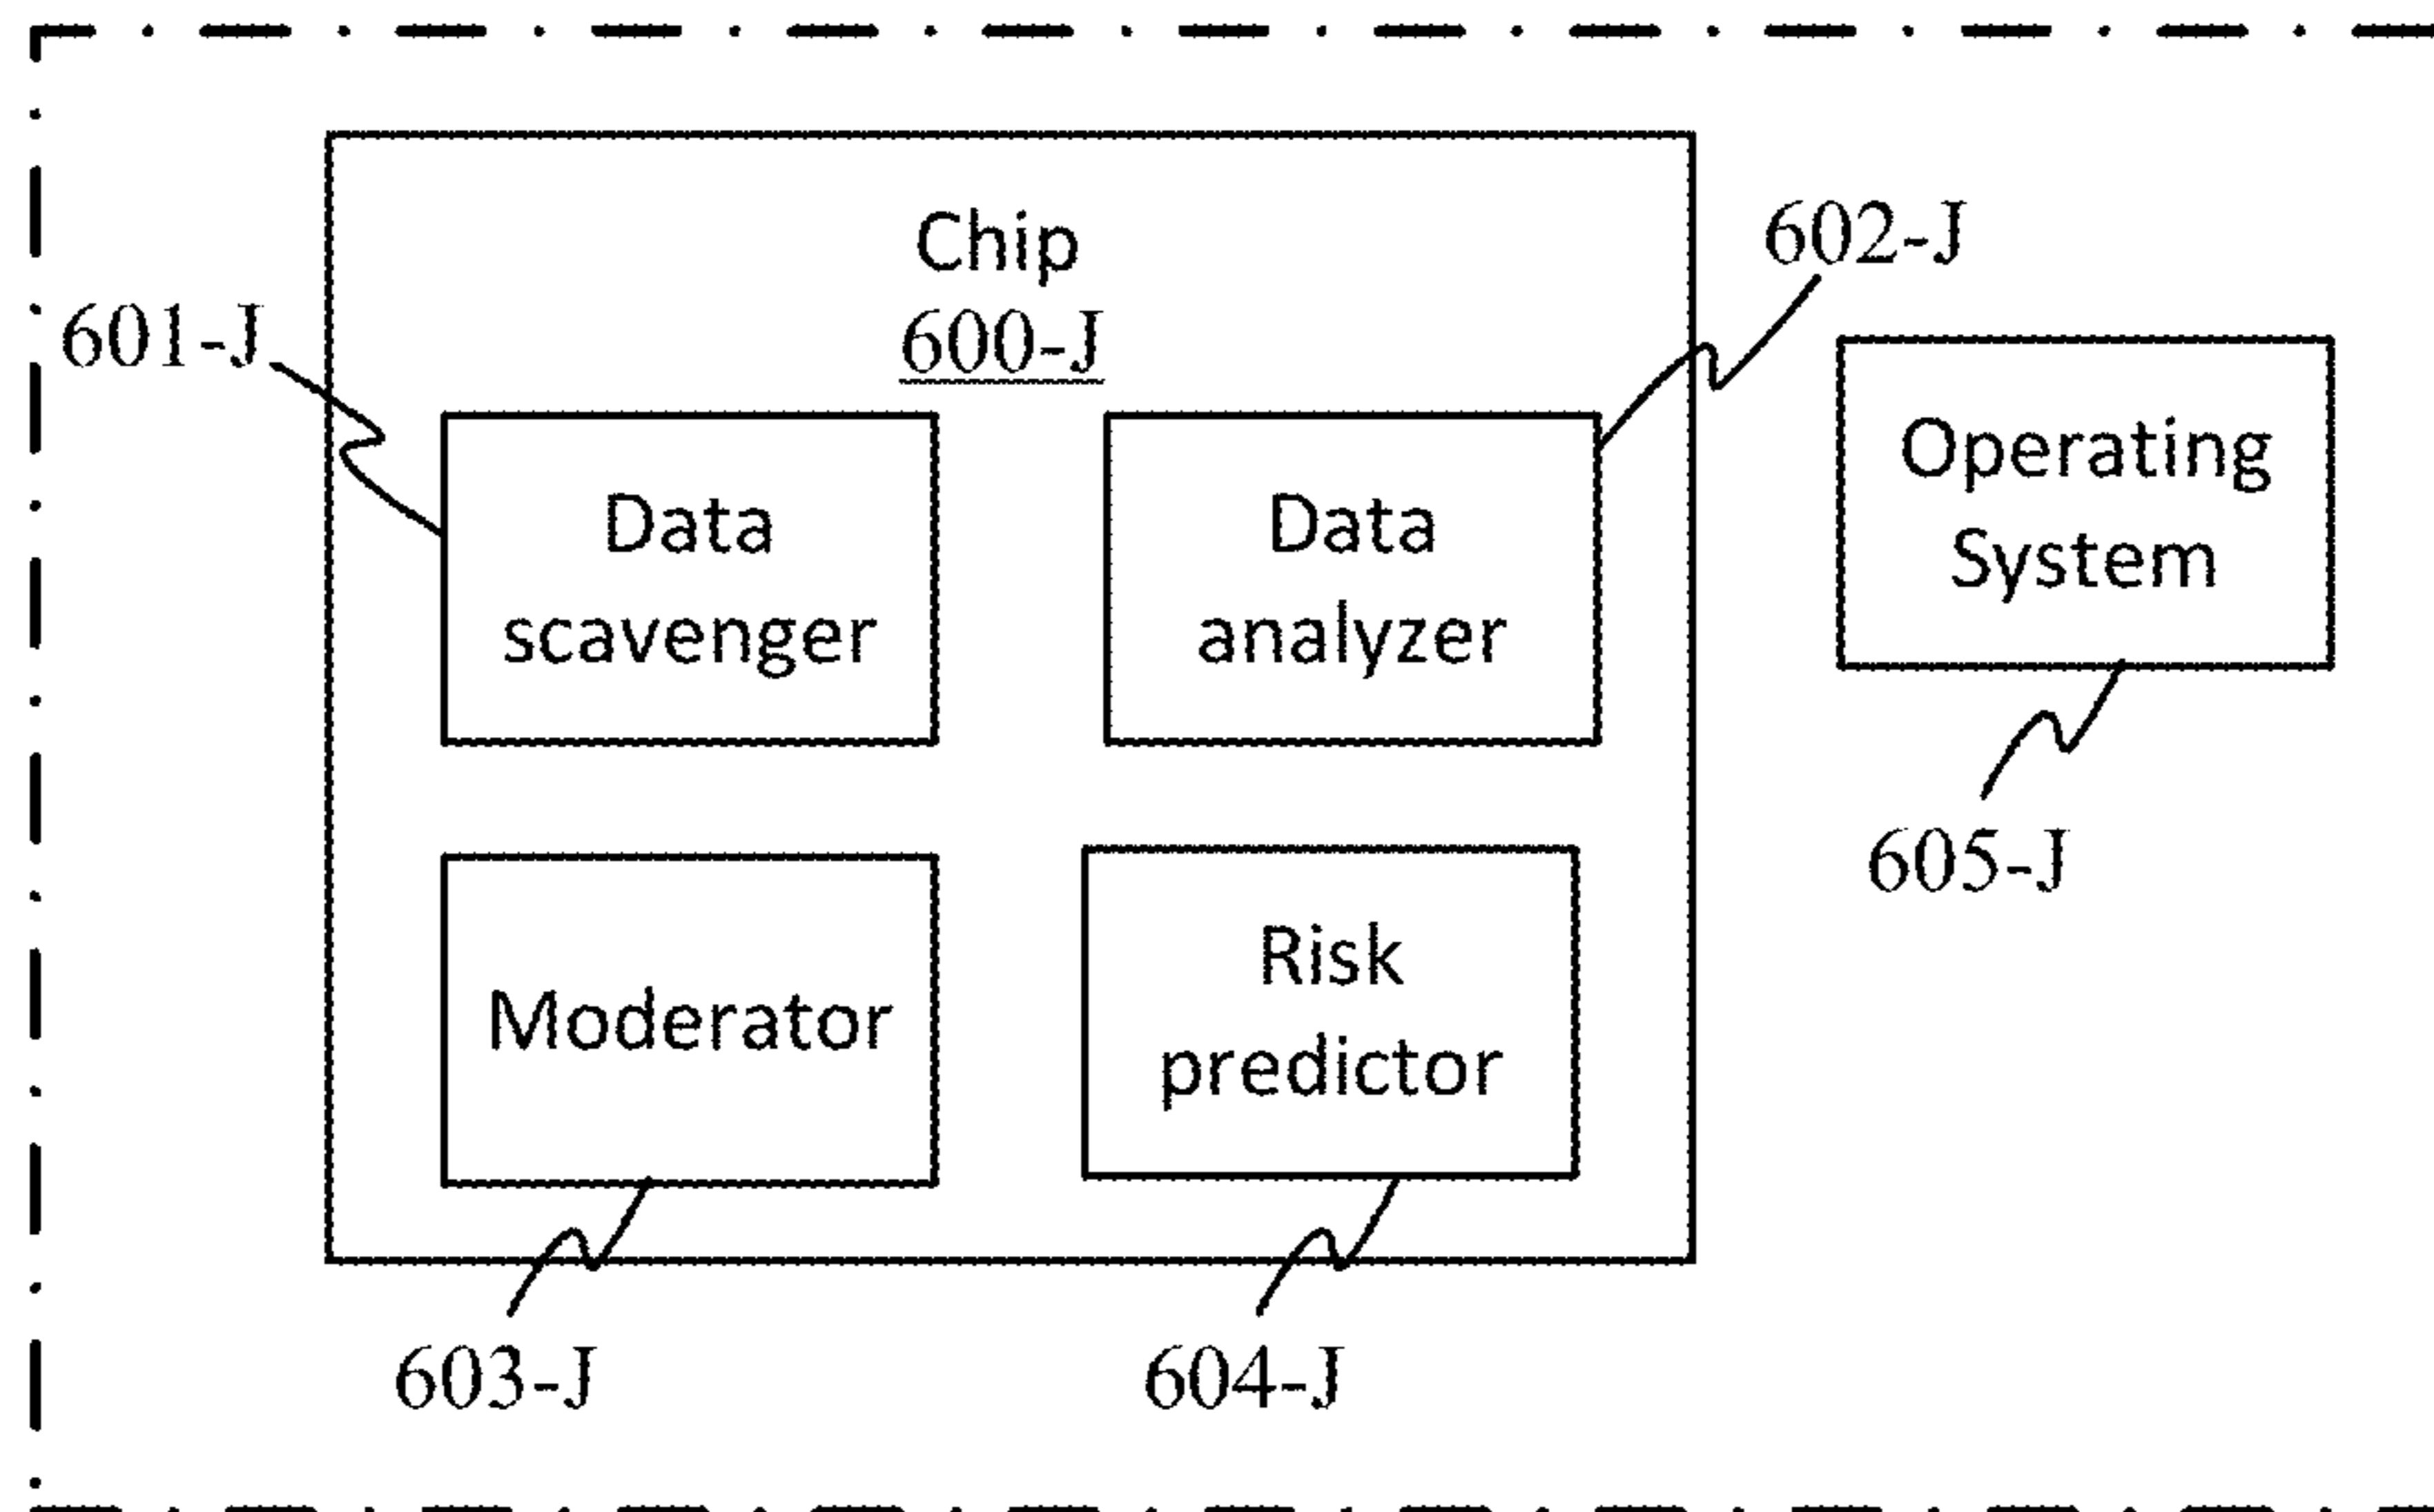 Chip
600-J
601-J
602-J
Data
scavenger
Data
analyzer
Operating
System
605-J
Moderator
Risk
predictor
603-J
604-J